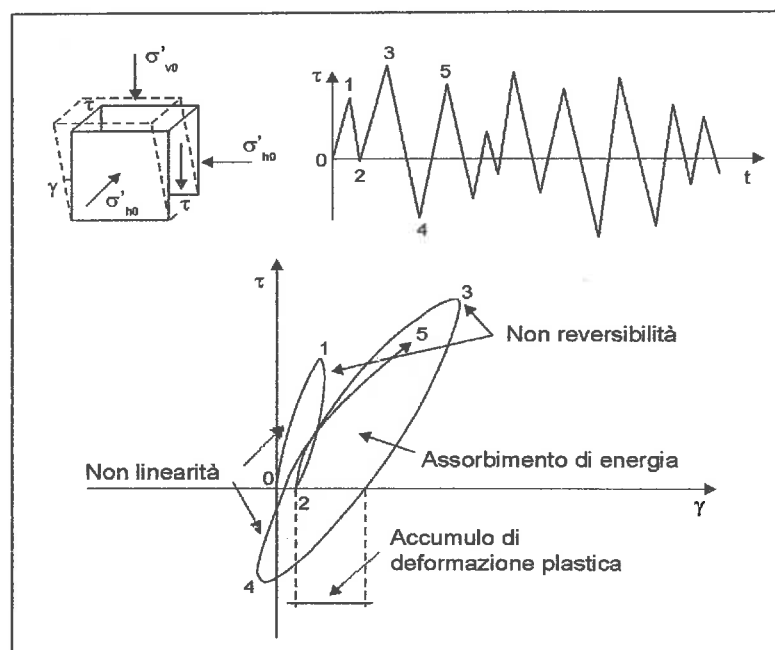 σ'v0
τ
σ'h0
γ
σ'h0
τ
τ
1
3
5
0
2
4
t
τ
3
1
5
Non reversibilità
Non linearità
0
2
Assorbimento di energia
γ
4
Accumulo di
deformazione plastica